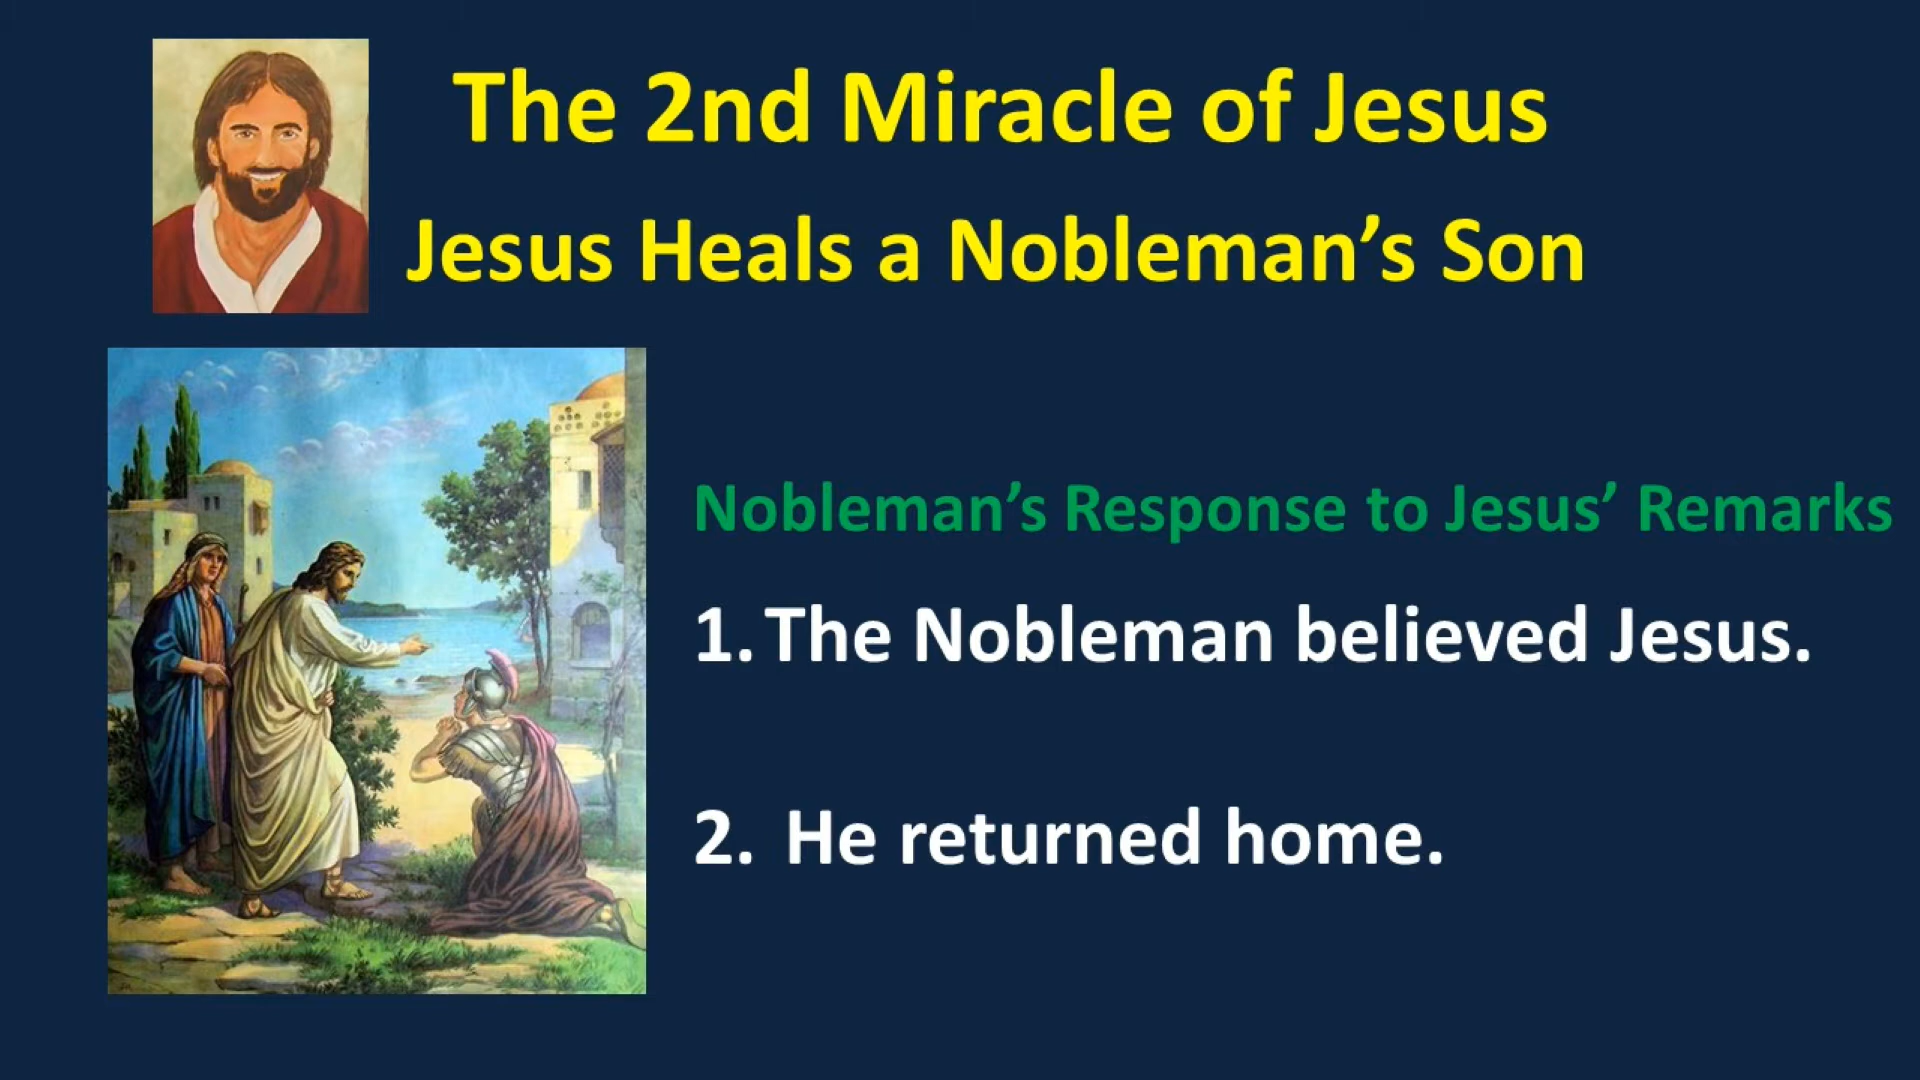 The 2nd Miracle of Jesus
Jesus Heals a Nobleman’s Son
Nobleman’s Response to Jesus’ Remarks
1. The Nobleman believed Jesus.
2. He returned home.